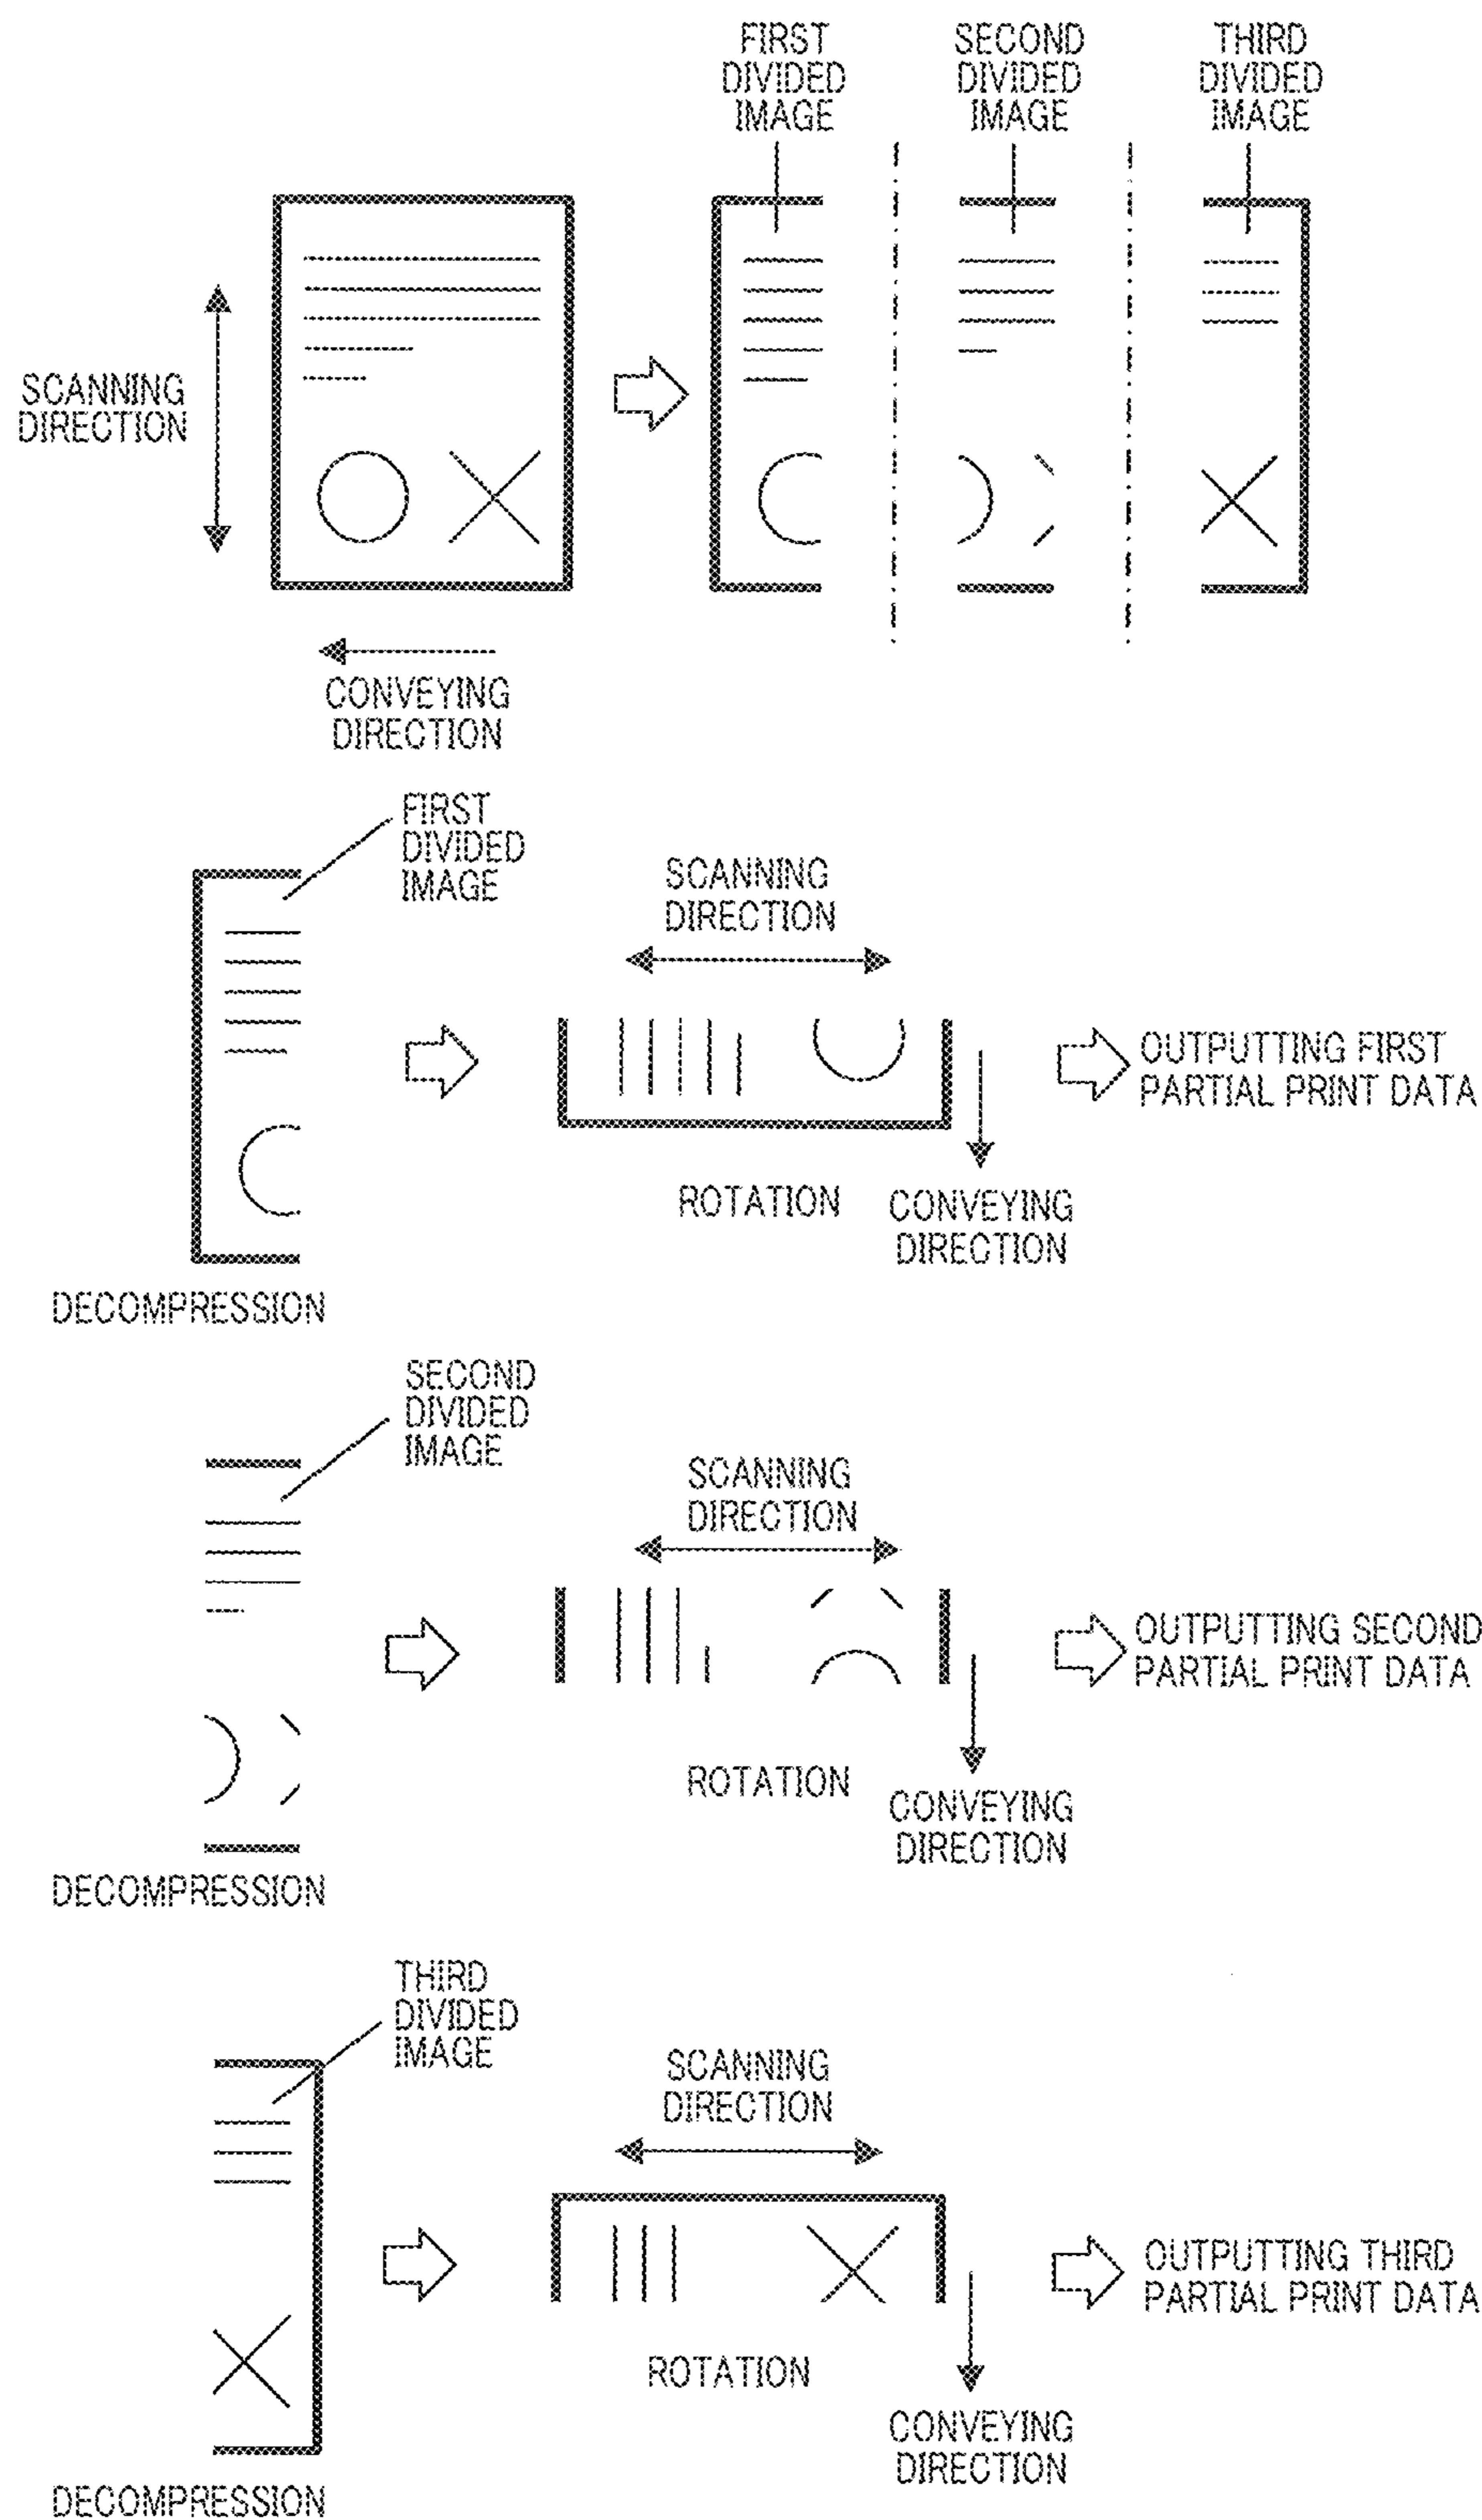 FIRST
DIVIDED
IMAGE
SECOND
DIVIDED
IMAGE
THIRD
DIVIDED
IMAGE
SCANNING
DIRECTION
CONVEYING
DIRECTION
FIRST
DIVIDED
IMAGE
SCANNING
DIRECTION
OUTPUTTING FIRST
PARTIAL PRINT DATA
ROTATION
CONVEYING
DIRECTION
DECOMPRESSION
SECOND
DIVIDED
IMAGE
SCANNING
DIRECTION
OUTPUTTING SECOND
PARTIAL PRINT DATA
ROTATION
CONVEYING
DIRECTION
DECOMPRESSION
THIRD
DIVIDED
IMAGE
SCANNING
DIRECTION
OUTPUTTING THIRD
PARTIAL PRINT DATA
ROTATION
CONVEYING
DIRECTION
DECOMPRESSION